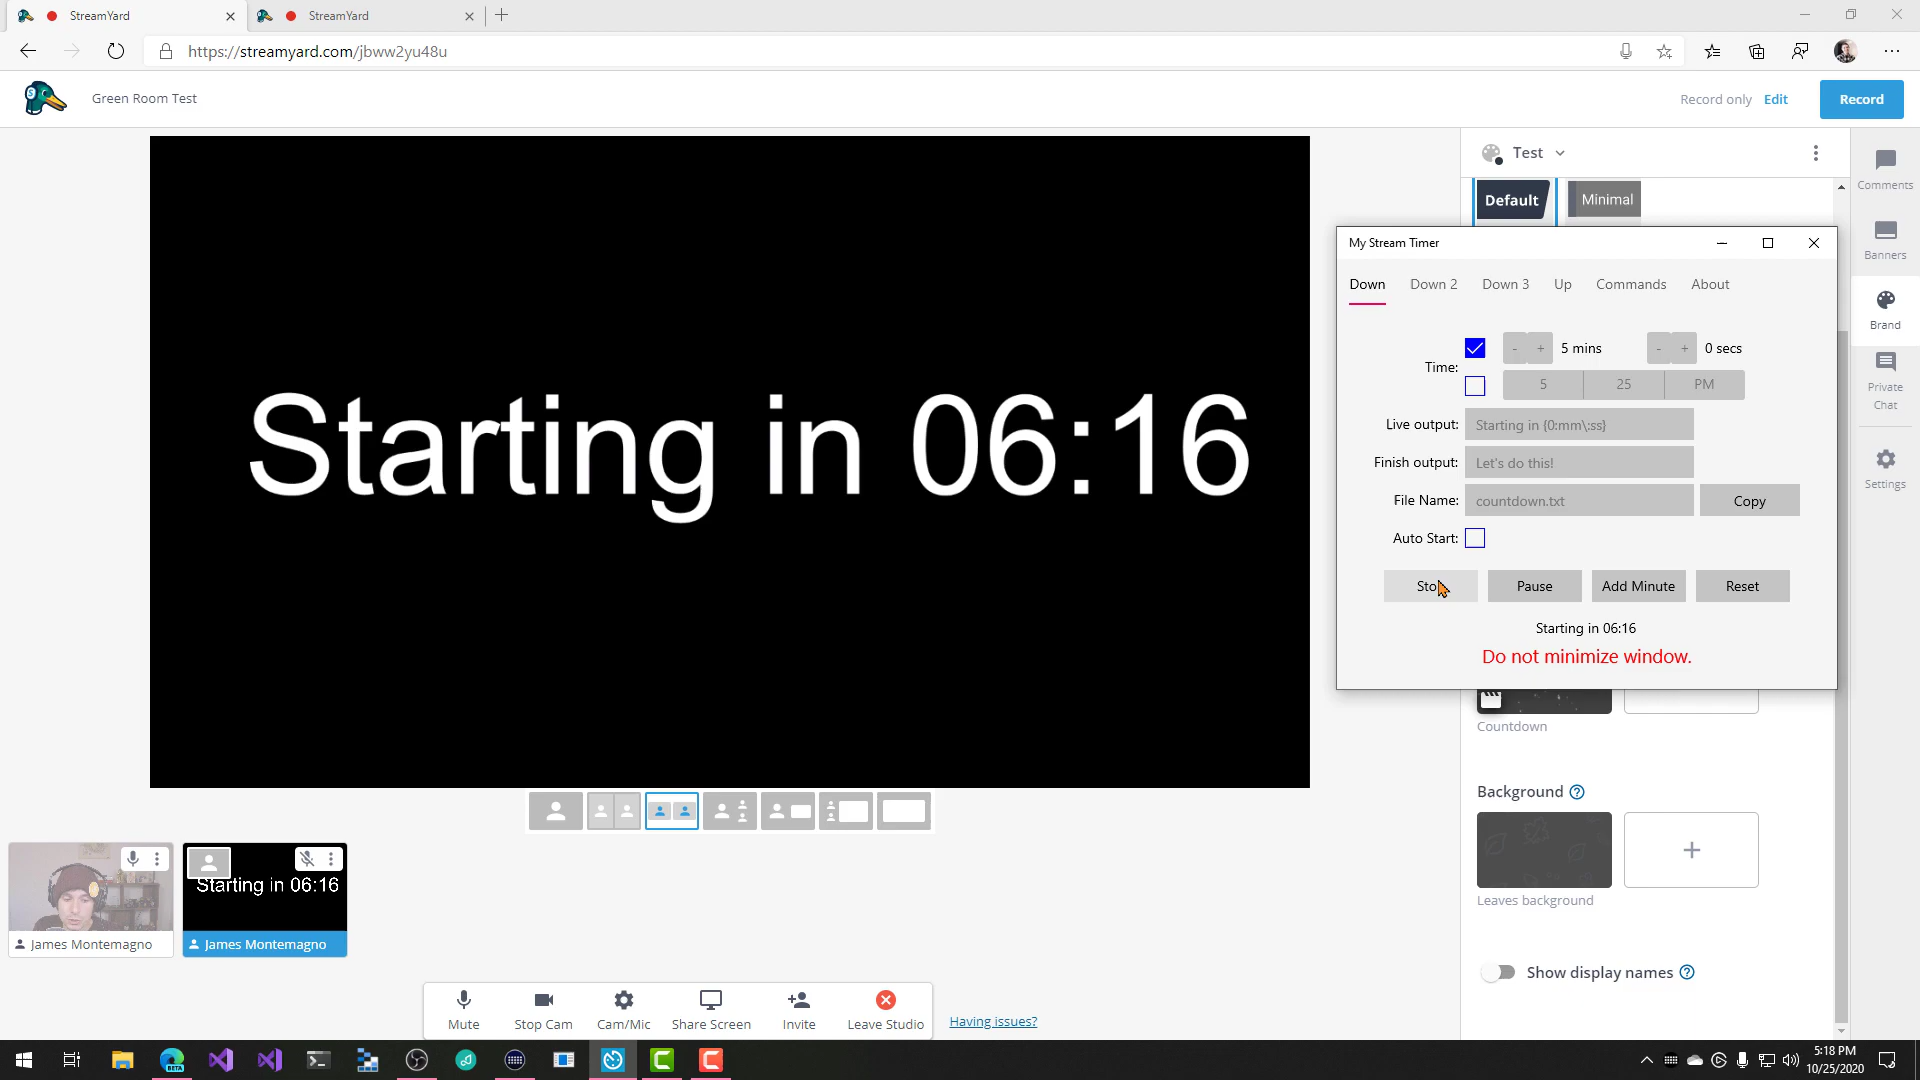 StreamYard
StreamYard
https://streamyard.com/jbww2yu48u
Green Room Test
Record only Edit Record
Starting in 06:16
Test
Default Minimal
Comments
Banners
Brand
Private
Chat
Settings
My Stream Timer
Down Down 2 Down 3 Up Commands About
Time: - + 5 mins - + 0 secs
5 25 PM
Live output: Starting in {0:mm\:ss}
Finish output: Let's do this!
File Name: countdown.txt Copy
Auto Start:
Stop Pause Add Minute Reset
Starting in 06:16
Do not minimize window.
Countdown
Background ?
+
Leaves background
Show display names ?
James Montemagno
Starting in 06:16
James Montemagno
Mute Stop Cam Cam/Mic Share Screen Invite Leave Studio
Having issues?
BETA
5:18 PM
10/25/2020